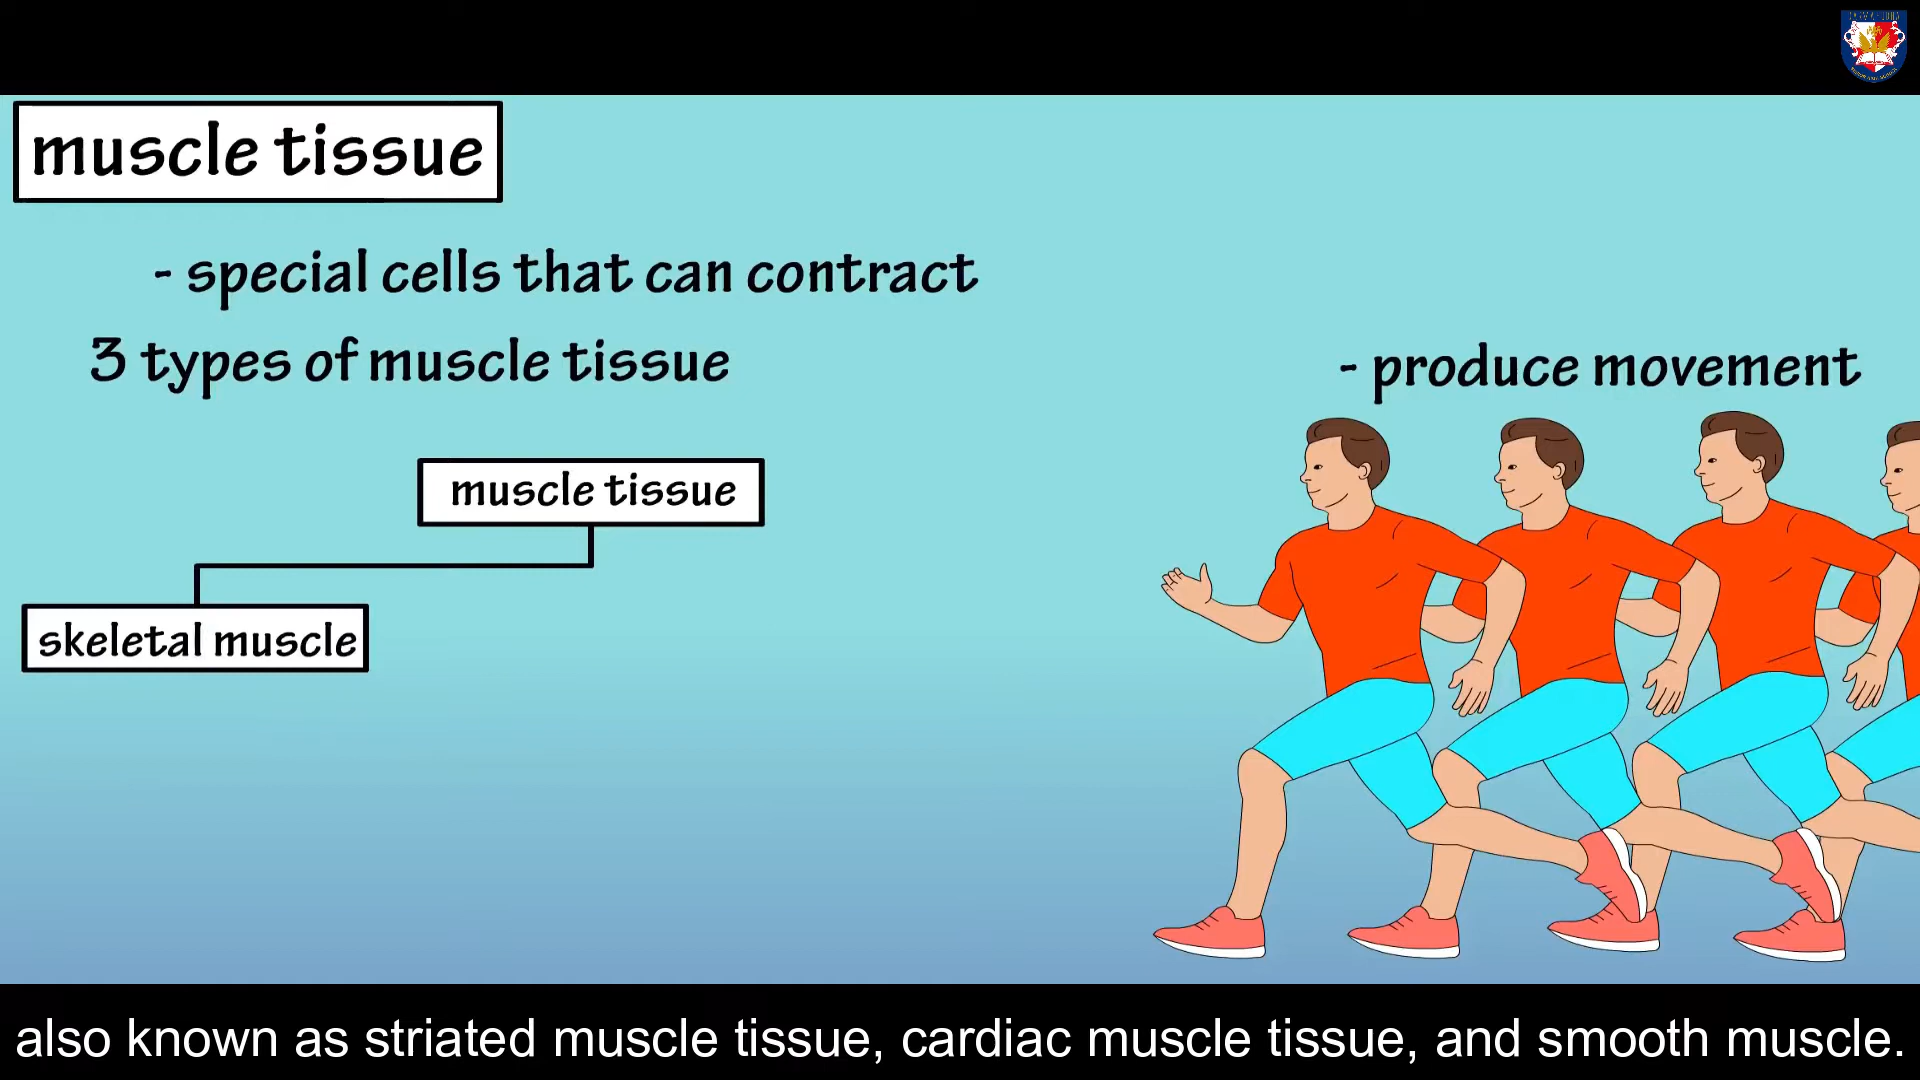 muscle tissue
- special cells that can contract
3 types of muscle tissue
- produce movement
muscle tissue
skeletal muscle
also known as striated muscle tissue, cardiac muscle tissue, and smooth muscle.